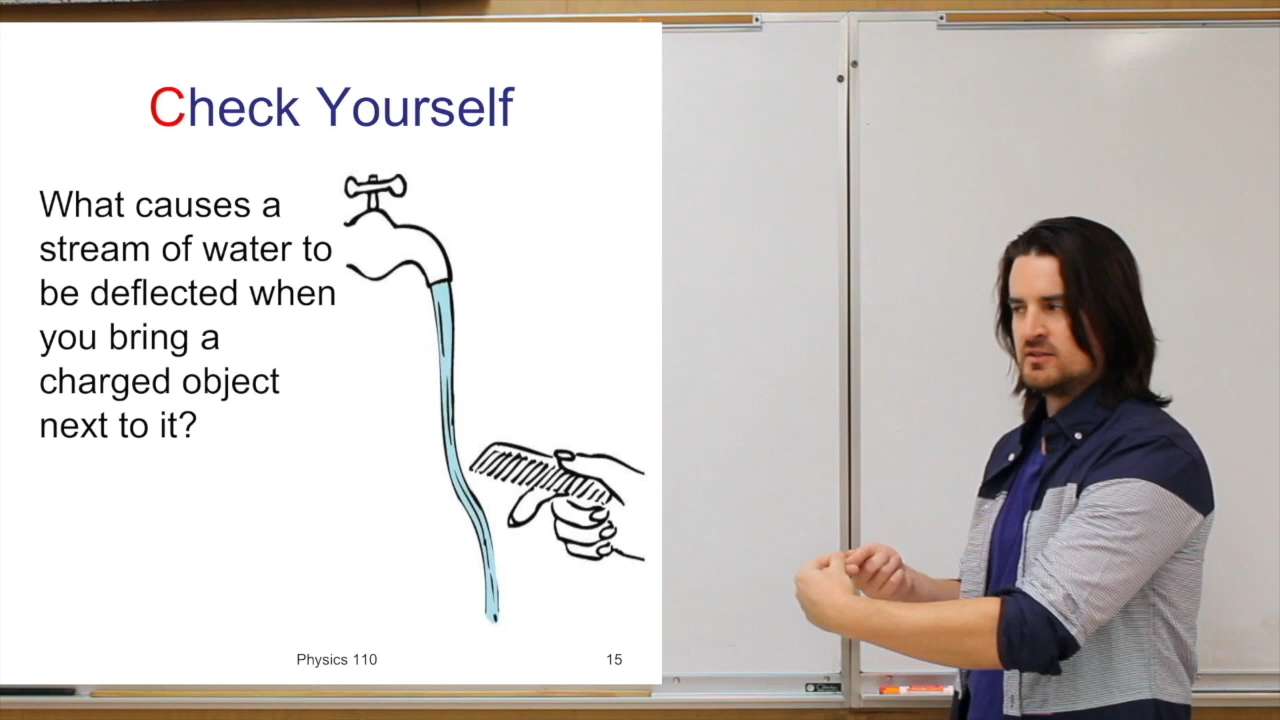 Check Yourself
What causes a
stream of water to
be deflected when
you bring a
charged object
next to it?
Physics 110
15